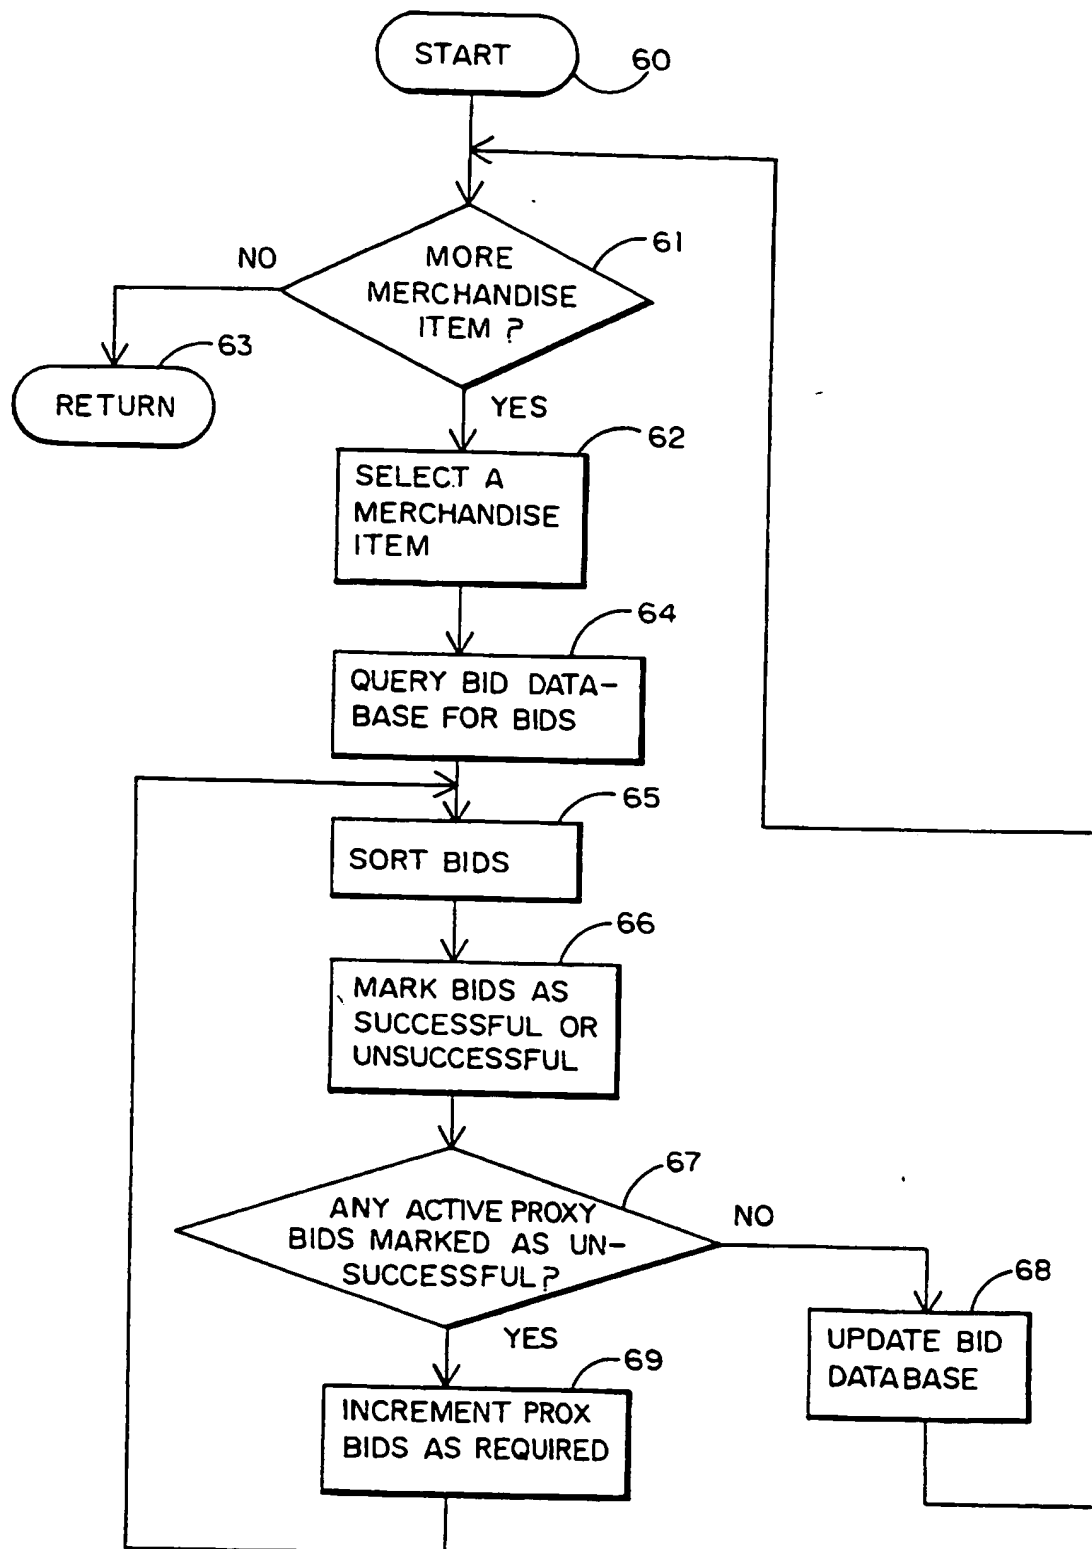 START
60
MORE
MERCHANDISE
ITEM ?
61
NO
63
RETURN
YES
62
SELECT A
MERCHANDISE
ITEM
64
QUERY BID DATA-
BASE FOR BIDS
65
SORT BIDS
66
MARK BIDS AS
SUCCESSFUL OR
UNSUCCESSFUL
67
ANY ACTIVE PROXY
BIDS MARKED AS UN-
SUCCESSFUL?
NO
68
UPDATE BID
DATABASE
YES
69
INCREMENT PROX
BIDS AS REQUIRED